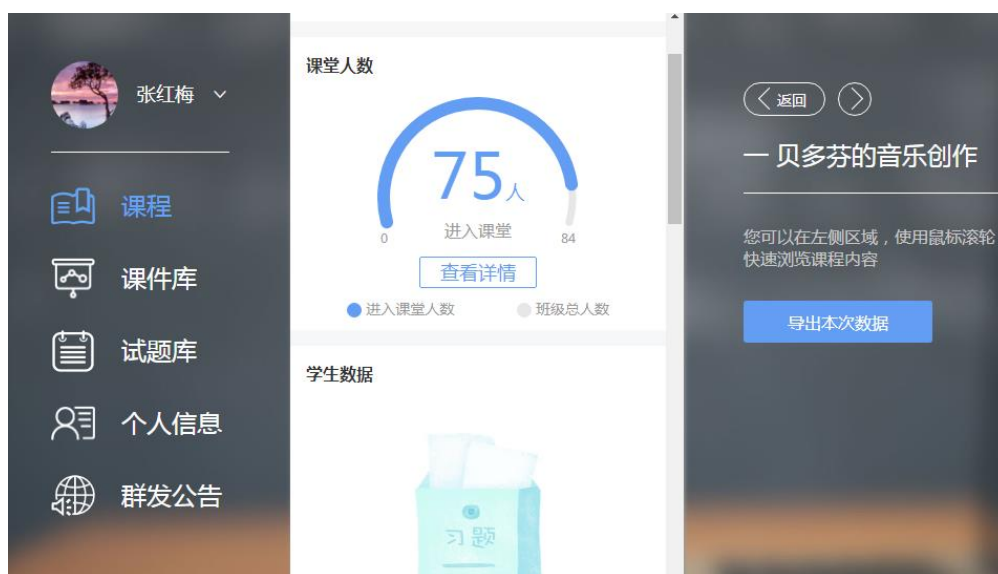 张红梅
课程
课件库
试题库
个人信息
群发公告
课堂人数
75人
进入课堂
0
84
查看详情
进入课堂人数
班级总人数
学生数据
习题
返回
一 贝多芬的音乐创作
您可以在左侧区域，使用鼠标滚轮
快速浏览课程内容
导出本次数据